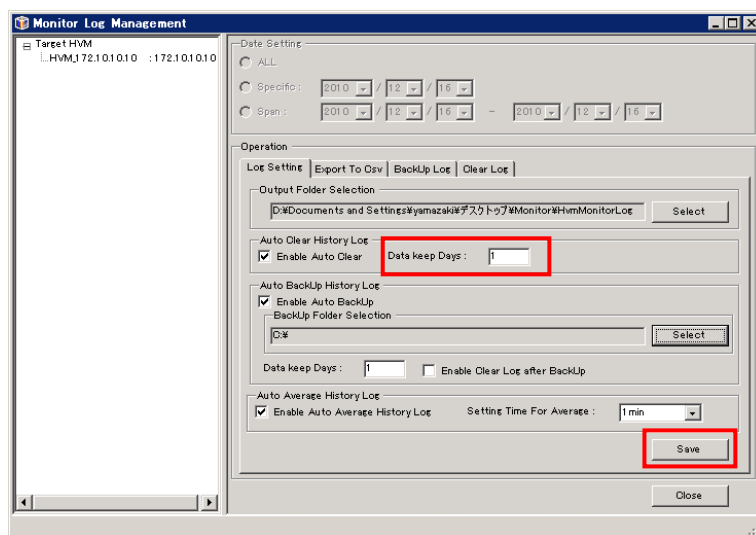 Monitor Log Management
Target HVM
HVM_172.10.10.10 :172.10.10.10
Date Setting
ALL
Specific : 2010 / 12 / 16
Span : 2010 / 12 / 16 - 2010 / 12 / 16
Operation
Log Setting Export To Csv BackUp Log Clear Log
Output Folder Selection
D:¥Documents and Settings¥yamazaki¥デスクトップ¥Monitor¥HvmMonitorLog Select
Auto Clear History Log
Enable Auto Clear Data keep Days : 1
Auto BackUp History Log
Enable Auto BackUp
BackUp Folder Selection
C:¥ Select
Data keep Days : 1 Enable Clear Log after BackUp
Auto Average History Log
Enable Auto Average History Log Setting Time For Average : 1 min
Save
Close